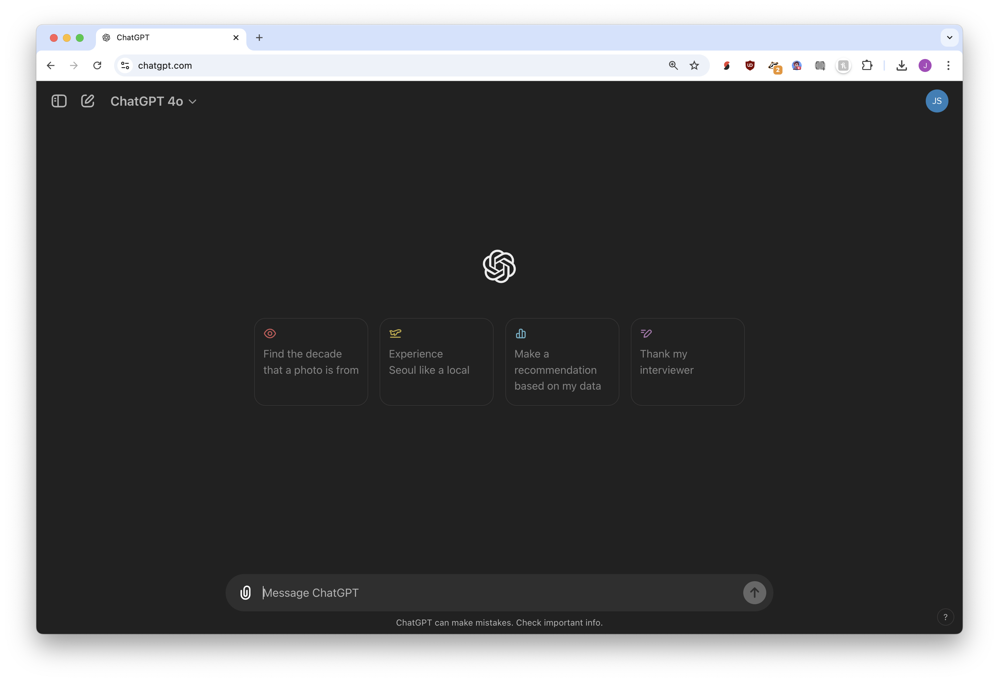 ChatGPT
chatgpt.com
2
J
ChatGPT 4o
JS
Find the decade
that a photo is from
Experience
Seoul like a local
Make a
recommendation
based on my data
Thank my
interviewer
Message ChatGPT
ChatGPT can make mistakes. Check important info.
?